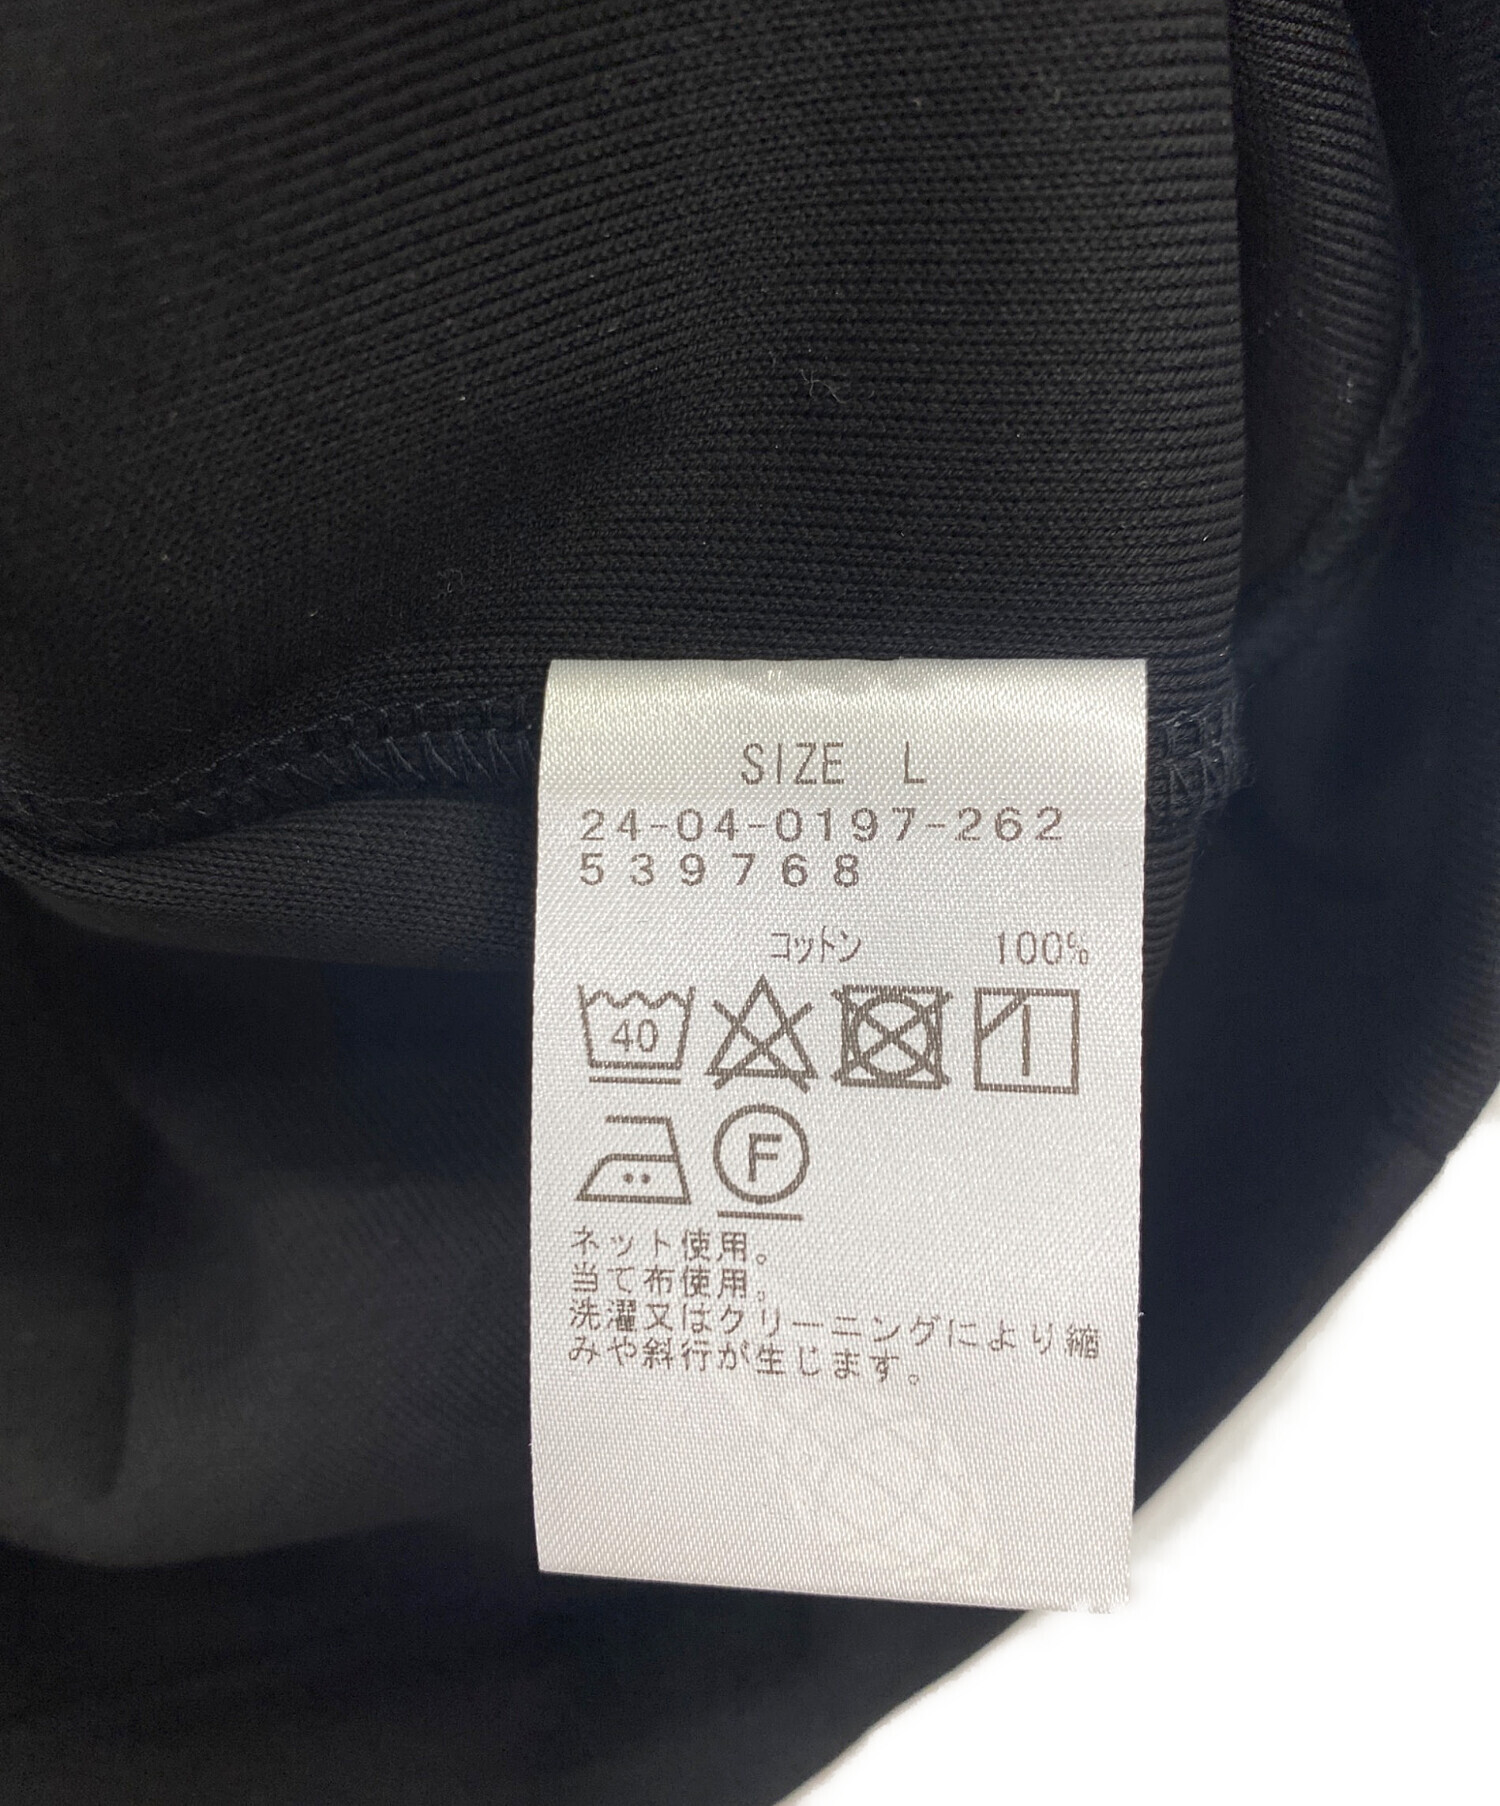 SIZE L
24-04-0197-262
539768
コットン 100%
40
F
ネット使用。
当て布使用。
洗濯又はクリーニングにより縮
みや斜行が生じます。